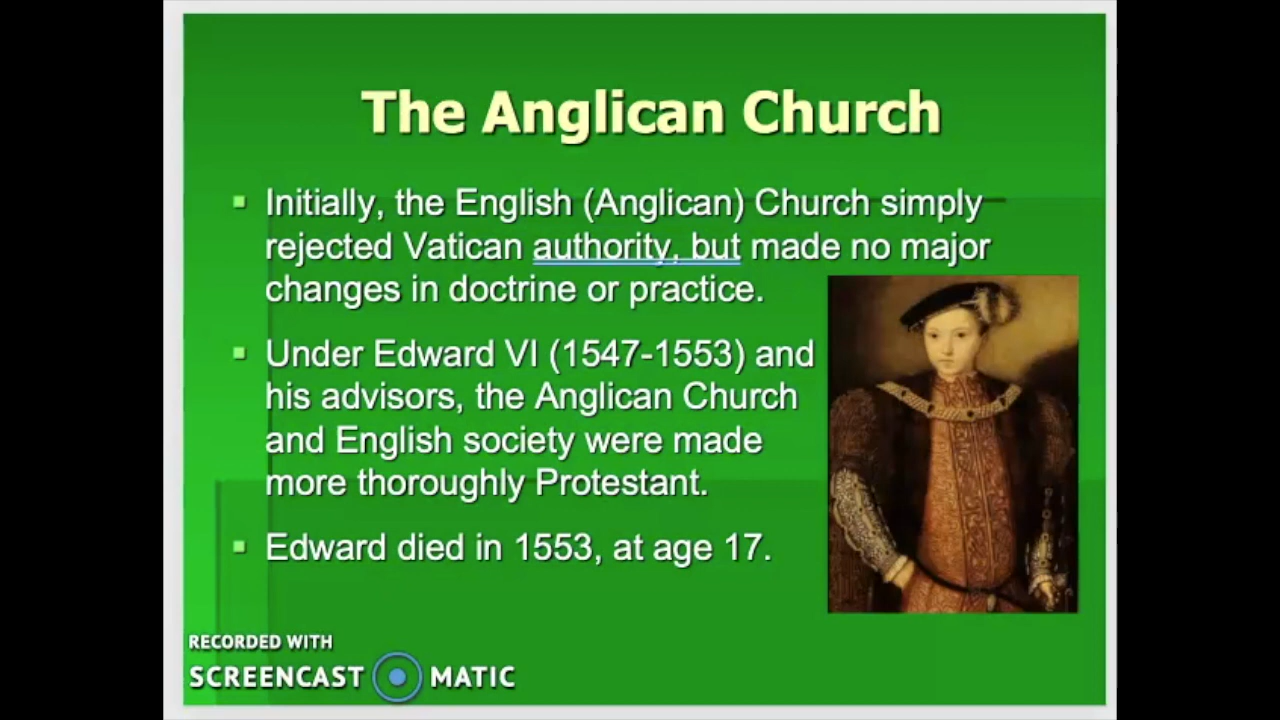 The Anglican Church
Initially, the English (Anglican) Church simply
rejected Vatican authority, but made no major
changes in doctrine or practice.
Under Edward VI (1547-1553) and
his advisors, the Anglican Church
and English society were made
more thoroughly Protestant.
Edward died in 1553, at age 17.
RECORDED WITH
SCREENCAST MATIC